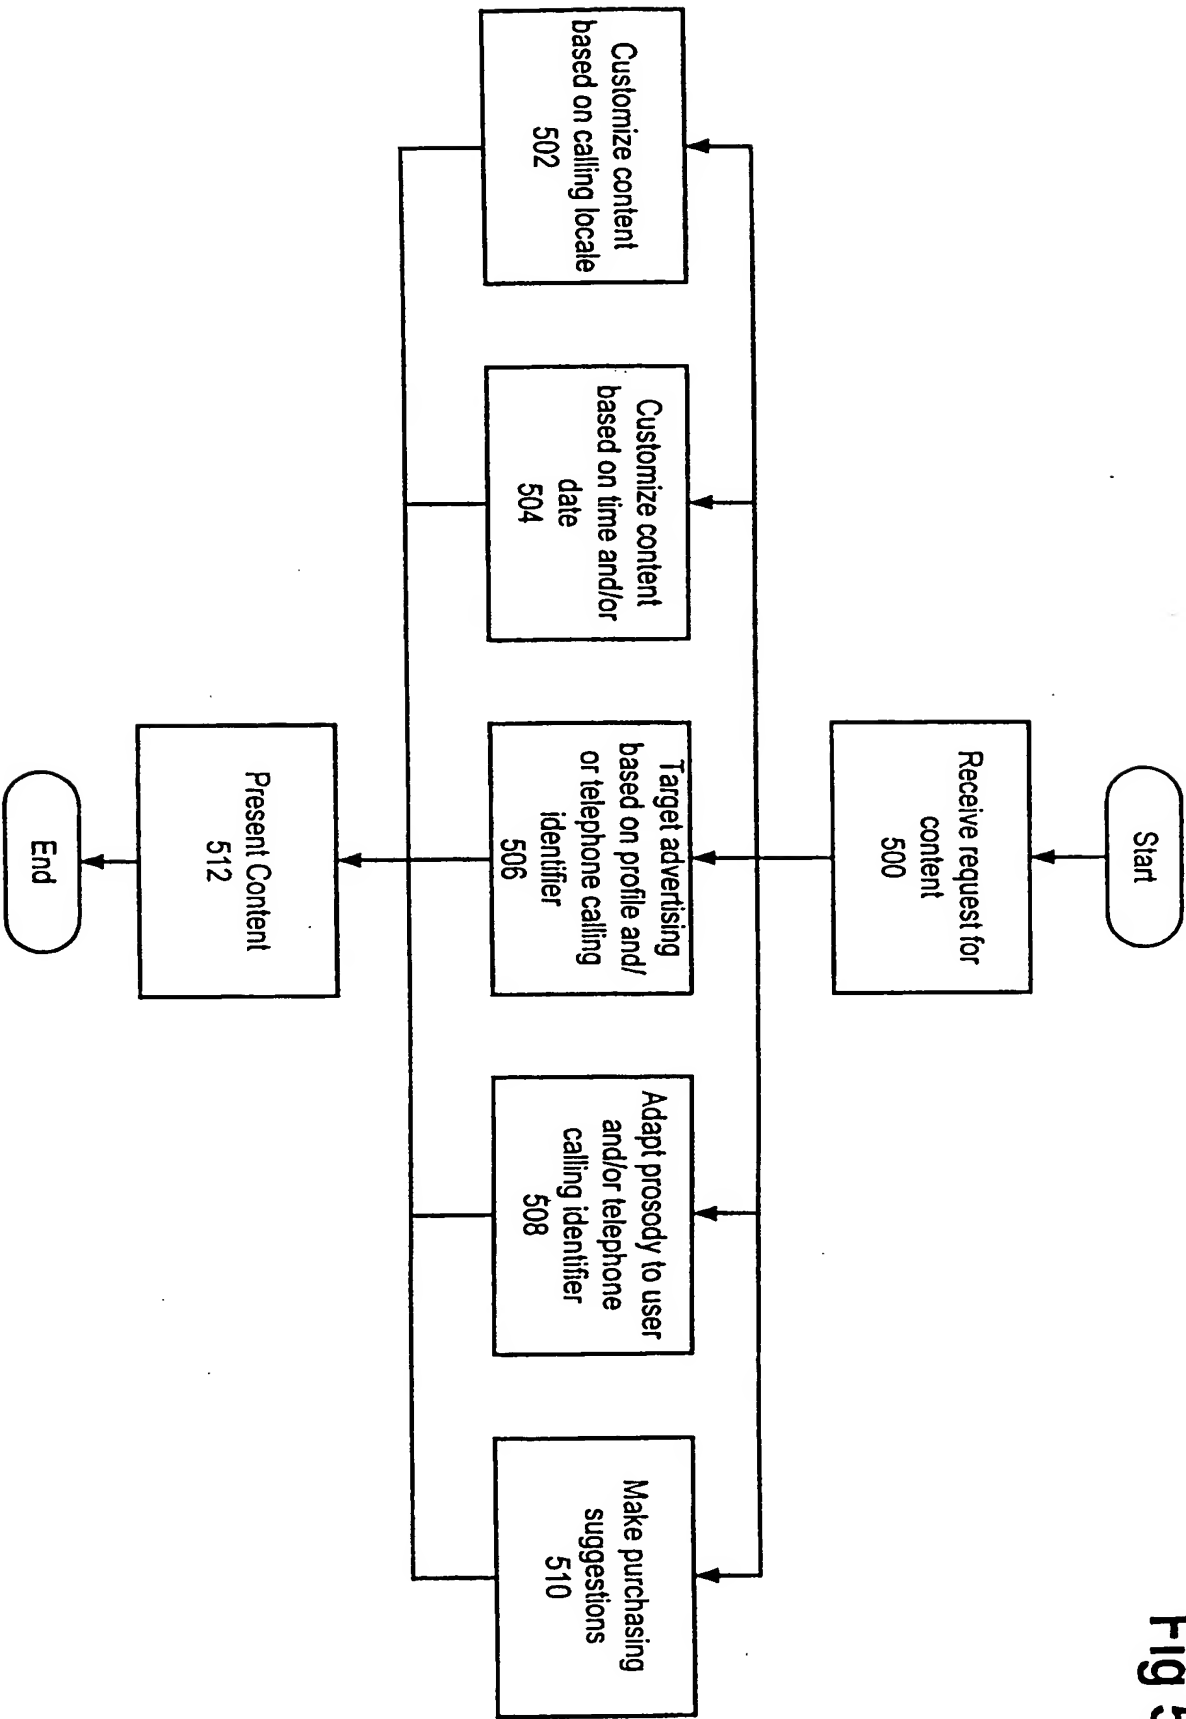 Fig 5
Start
Receive request for
content
500
Customize content
based on calling locale
502
Customize content
based on time and/or
date
504
Target advertising
based on profile and/
or telephone calling
identifier
506
Adapt prosody to user
and/or telephone
calling identifier
508
Make purchasing
suggestions
510
Present Content
512
End